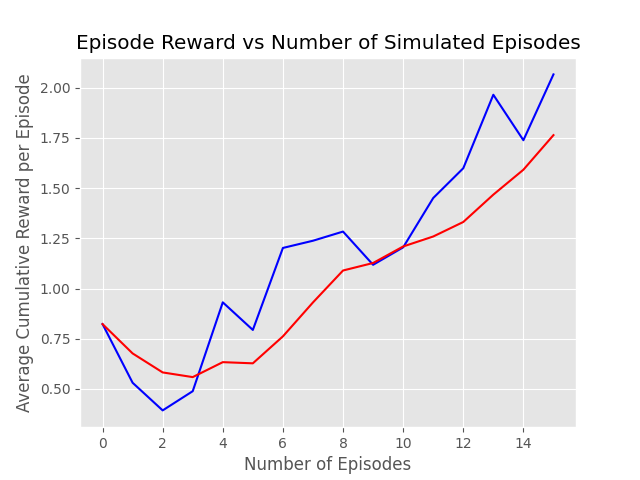 Episode Reward vs Number of Simulated Episodes
Average Cumulative Reward per Episode
2.00
1.75
1.50
1.25
1.00
0.75
0.50
0 2 4 6 8 10 12 14
Number of Episodes